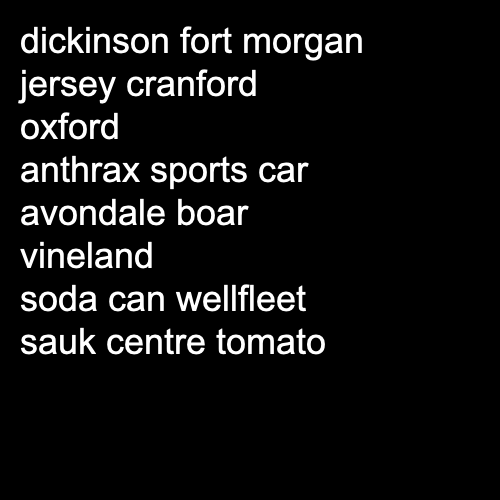 dickinson fort morgan
jersey cranford
oxford
anthrax sports car
avondale boar
vineland
soda can wellfleet
sauk centre tomato